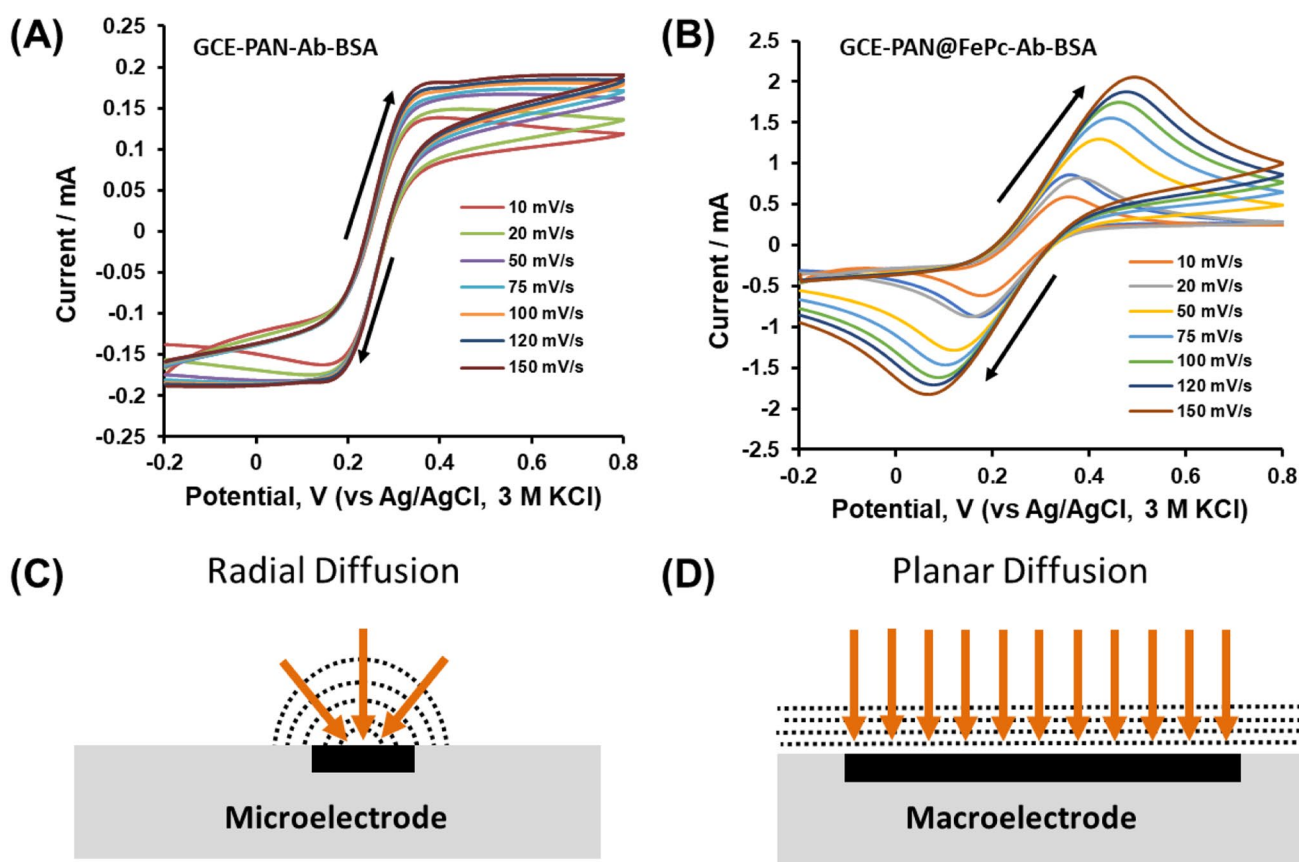 (A)
GCE-PAN-Ab-BSA
Current / mA
0.25
0.2
0.15
0.1
0.05
0
-0.05
-0.1
-0.15
-0.2
-0.25
10 mV/s
20 mV/s
50 mV/s
75 mV/s
100 mV/s
120 mV/s
150 mV/s
-0.2 0 0.2 0.4 0.6 0.8
Potential, V (vs Ag/AgCl, 3 M KCl)
(B)
GCE-PAN@FePc-Ab-BSA
Current / mA
2.5
2
1.5
1
0.5
0
-0.5
-1
-1.5
-2
-2.5
10 mV/s
20 mV/s
50 mV/s
75 mV/s
100 mV/s
120 mV/s
150 mV/s
-0.2 0 0.2 0.4 0.6 0.8
Potential, V (vs Ag/AgCl, 3 M KCl)
(C)
Radial Diffusion
Microelectrode
(D)
Planar Diffusion
Macroelectrode